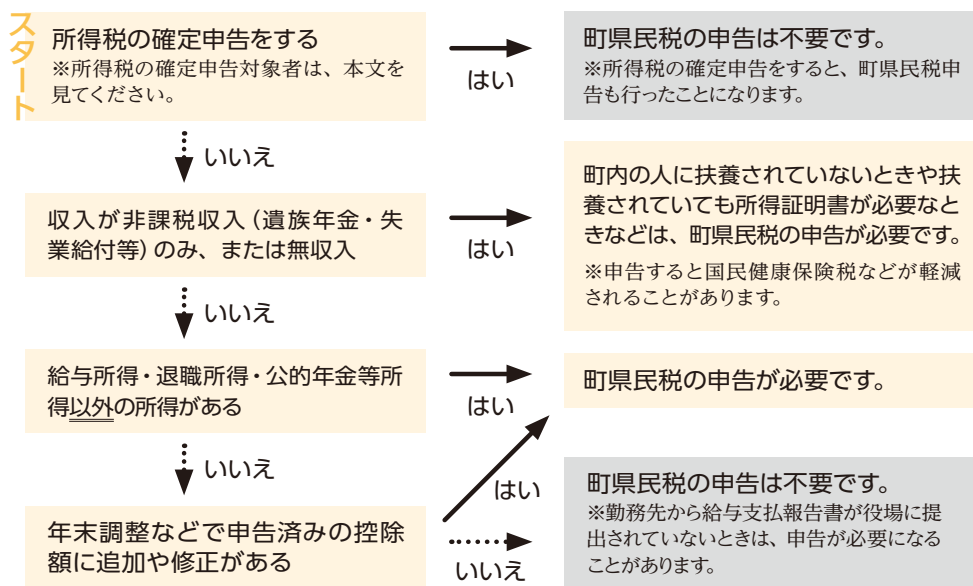 スタート
所得税の確定申告をする
※所得税の確定申告対象者は、本文を
見てください。
はい
町県民税の申告は不要です。
※所得税の確定申告をすると、町県民税申
告も行ったことになります。
いいえ
収入が非課税収入（遺族年金・失
業給付等）のみ、または無収入
はい
町内の人に扶養されていないときや扶
養されていても所得証明書が必要なと
きなどは、町県民税の申告が必要です。
※申告すると国民健康保険税などが軽減
されることがあります。
いいえ
給与所得・退職所得・公的年金等所
得以外の所得がある
はい
町県民税の申告が必要です。
いいえ
年末調整などで申告済みの控除
額に追加や修正がある
はい
いいえ
町県民税の申告は不要です。
※勤務先から給与支払報告書が役場に提
出されていないときは、申告が必要になる
ことがあります。